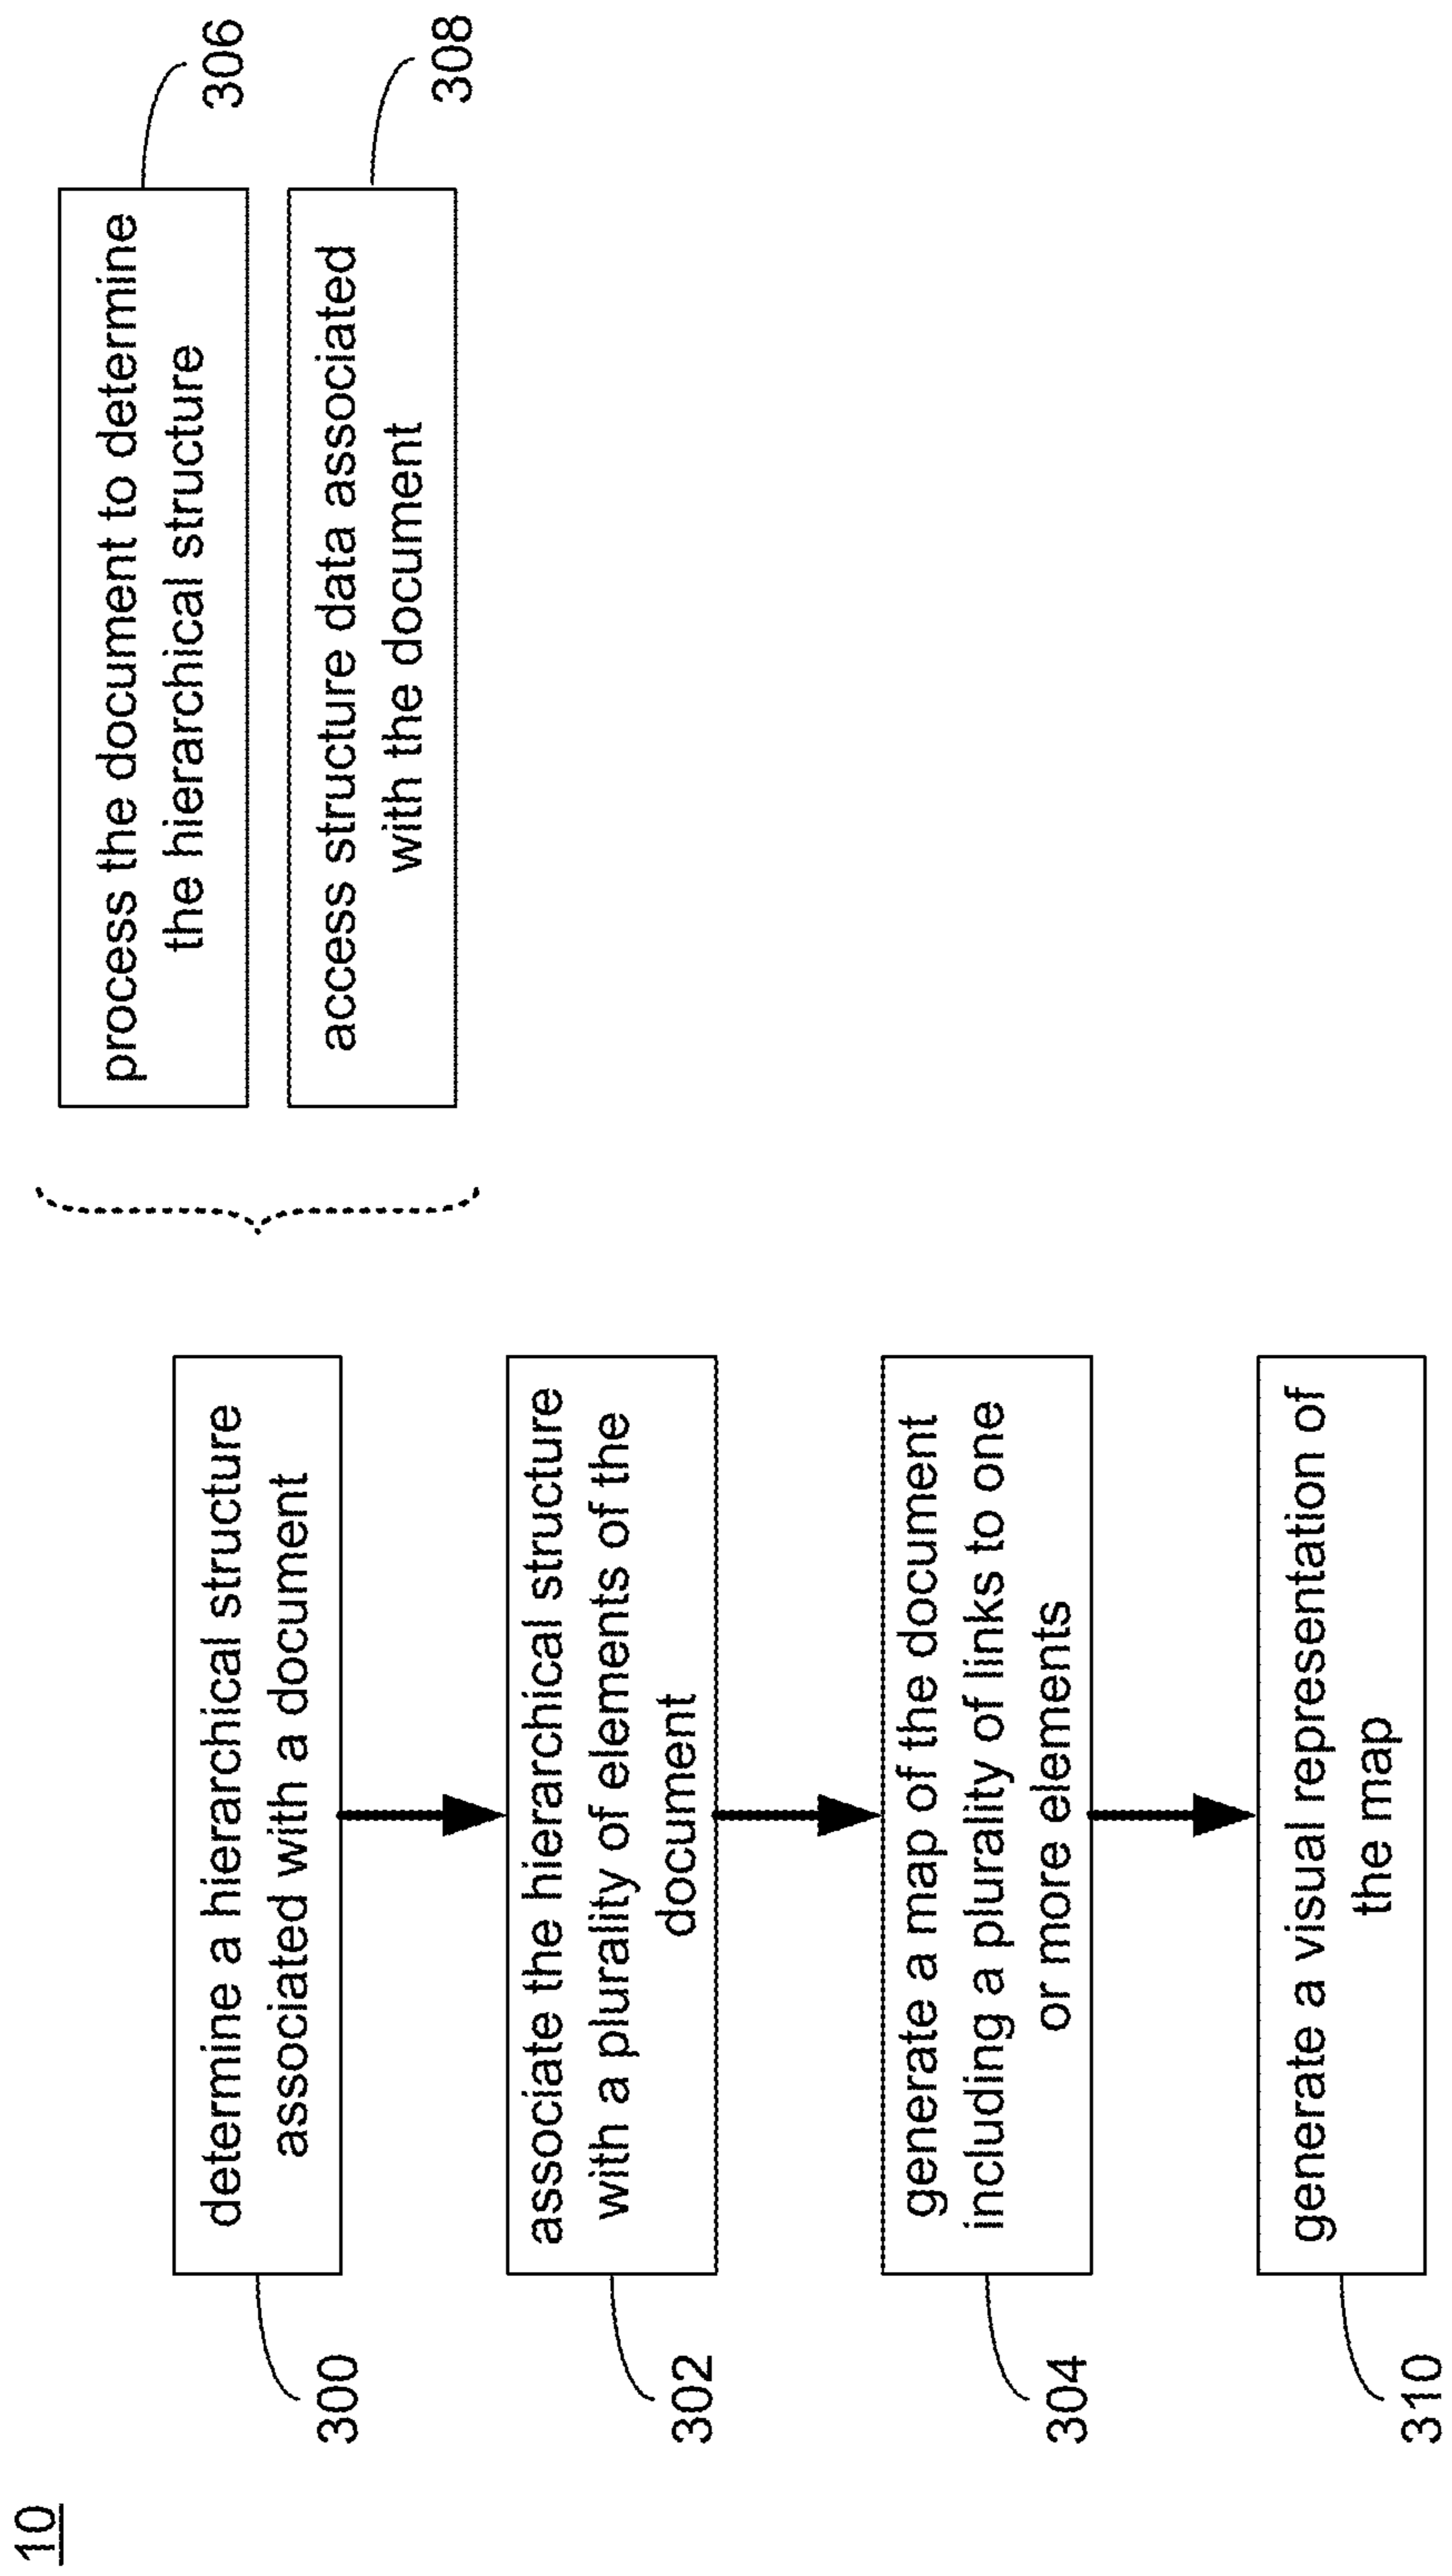 10
300
determine a hierarchical structure
associated with a document
process the document to determine
the hierarchical structure
306
access structure data associated
with the document
308
302
associate the hierarchical structure
with a plurality of elements of the
document
304
generate a map of the document
including a plurality of links to one
or more elements
310
generate a visual representation of
the map